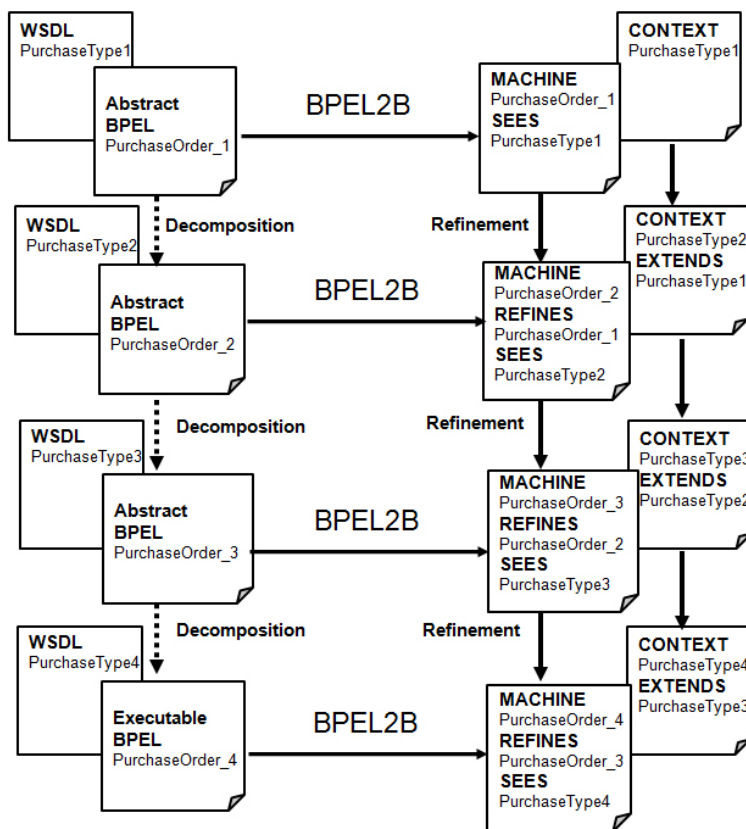 WSDL
PurchaseType1
Abstract
BPEL
PurchaseOrder_1
BPEL2B
MACHINE
PurchaseOrder_1
SEES
PurchaseType1
CONTEXT
PurchaseType1
Decomposition
Refinement
WSDL
PurchaseType2
Abstract
BPEL
PurchaseOrder_2
BPEL2B
MACHINE
PurchaseOrder_2
REFINES
PurchaseOrder_1
SEES
PurchaseType2
CONTEXT
PurchaseType2
EXTENDS
PurchaseType1
Decomposition
Refinement
WSDL
PurchaseType3
Abstract
BPEL
PurchaseOrder_3
BPEL2B
MACHINE
PurchaseOrder_3
REFINES
PurchaseOrder_2
SEES
PurchaseType3
CONTEXT
PurchaseType3
EXTENDS
PurchaseType2
Decomposition
Refinement
WSDL
PurchaseType4
Executable
BPEL
PurchaseOrder_4
BPEL2B
MACHINE
PurchaseOrder_4
REFINES
PurchaseOrder_3
SEES
PurchaseType4
CONTEXT
PurchaseType4
EXTENDS
PurchaseType3